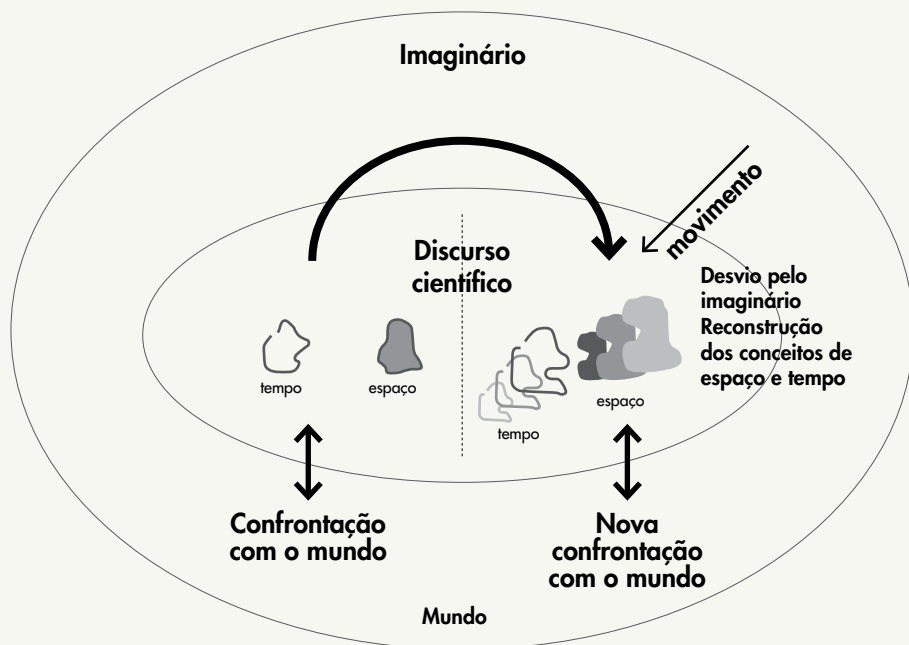 Imaginário
movimento
Discurso
científico
Desvio pelo
imaginário
Reconstrução
dos conceitos de
espaço e tempo
tempo
espaço
tempo
espaço
Confrontação
com o mundo
Nova
confrontação
com o mundo
Mundo